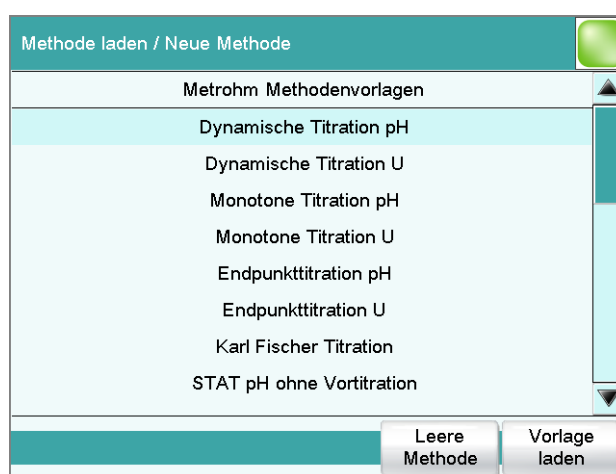 Methode laden / Neue Methode
Metrohm Methodenvorlagen
Dynamische Titration pH
Dynamische Titration U
Monotone Titration pH
Monotone Titration U
Endpunkttitration pH
Endpunkttitration U
Karl Fischer Titration
STAT pH ohne Vortitration
Leere
Methode
Vorlage
laden